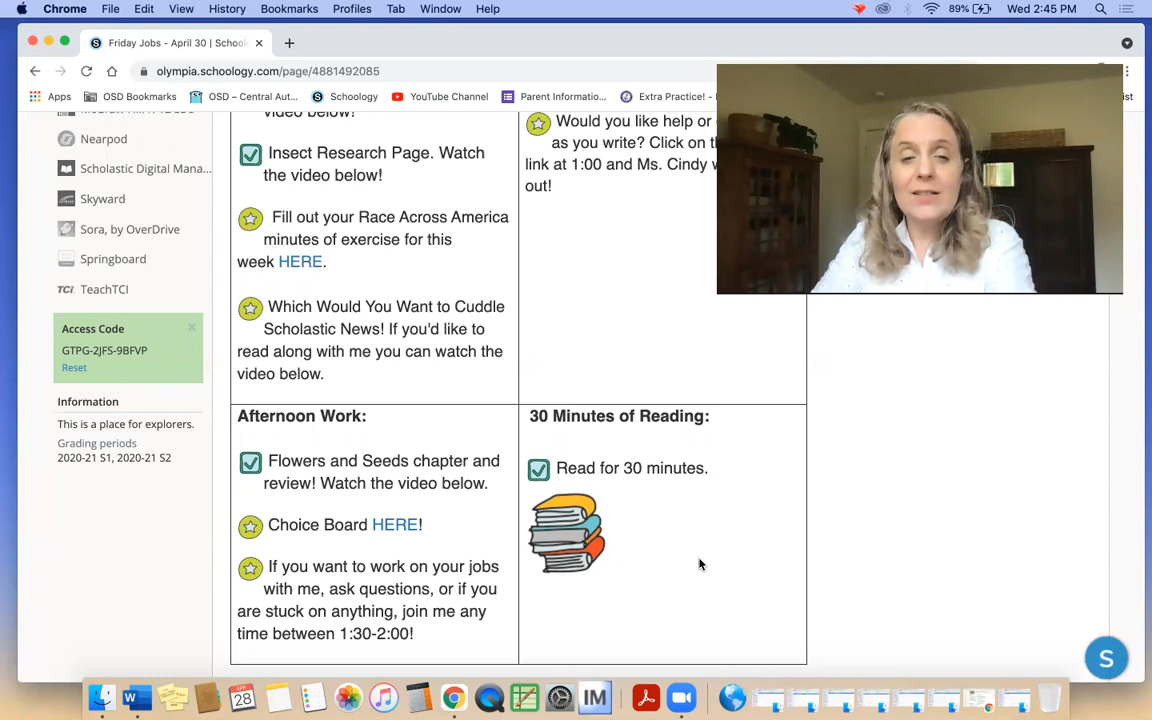 Chrome File Edit View History Bookmarks Profiles Tab Window Help 89% Wed 2:45 PM
Friday Jobs - April 30 | School
olympia.schoology.com/page/4881492085
Apps OSD Bookmarks OSD – Central Aut... Schoology YouTube Channel Parent Informatio... Extra Practice! - list
Nearpod
Scholastic Digital Mana...
Skyward
Sora, by OverDrive
Springboard
TCi TeachTCI
Access Code
GTPG-2JFS-9BFVP
Reset
Information
This is a place for explorers.
Grading periods
2020-21 S1, 2020-21 S2
video below!
Insect Research Page. Watch
the video below!
Fill out your Race Across America
minutes of exercise for this
week HERE.
Which Would You Want to Cuddle
Scholastic News! If you'd like to
read along with me you can watch the
video below.
Would you like help or
as you write? Click on th
link at 1:00 and Ms. Cindy w
out!
Afternoon Work:
Flowers and Seeds chapter and
review! Watch the video below.
Choice Board HERE!
If you want to work on your jobs
with me, ask questions, or if you
are stuck on anything, join me any
time between 1:30-2:00!
30 Minutes of Reading:
Read for 30 minutes.
S
28
IM